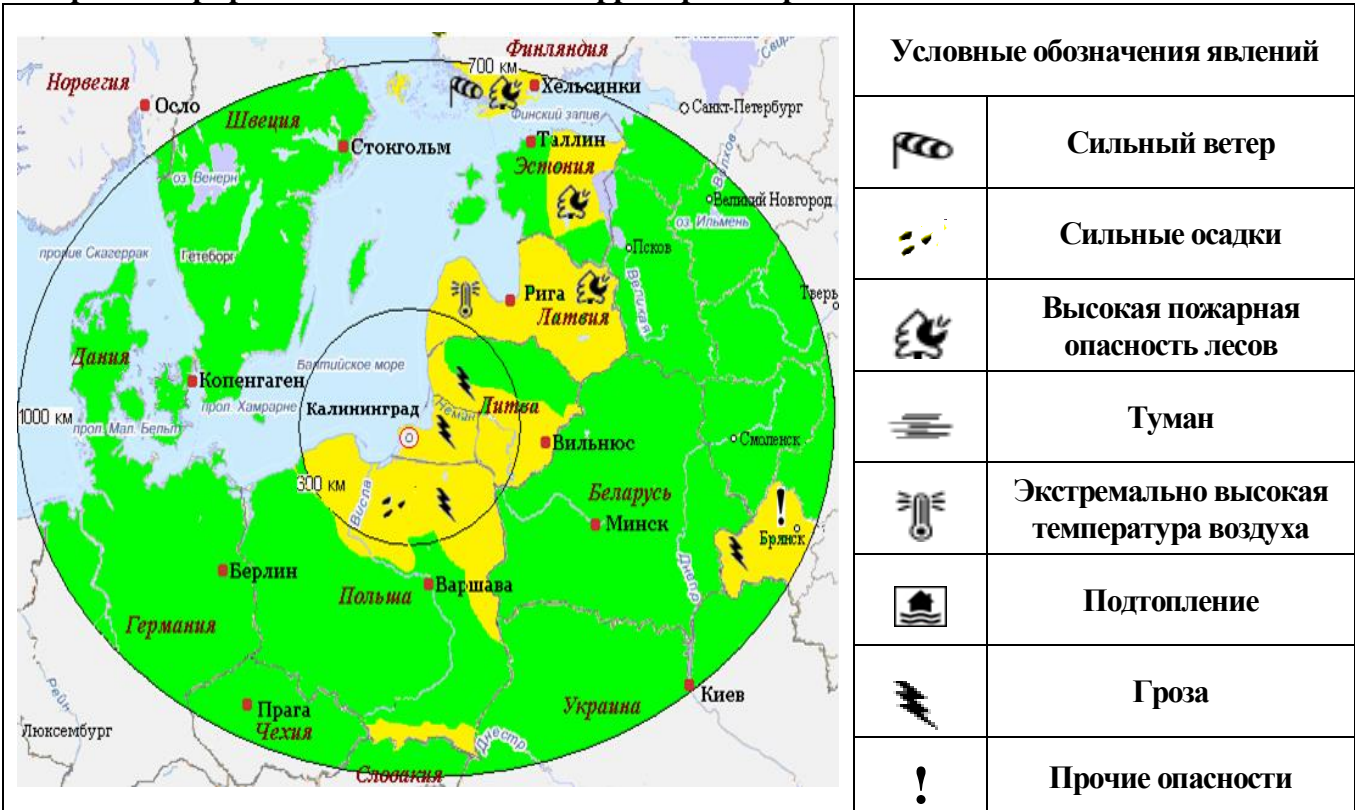 Финляндия
700 км
Норвегия
Хельсинки
Осло
Санкт-Петербург
Швеция
Финский залив
Стокгольм
Таллин
Эстония
оз. Венерн
Волхов
Великий Новгород
оз. Ильмень
пролив Скагеррак
Гетеборг
Псков
Великая
Тверь
Рига
Латвия
Дания
Балтийское море
Копенгаген
Неман
Литва
1000 км
прол. Хамрарне
Калининград
прол. Мал. Бельт
Вильнюс
Смоленск
300 км
Висла
Беларусь
Минск
!
Брянск
Днепр
Берлин
Польша
Варшава
Германия
Рейн
Прага
Чехия
Украина
Киев
Люксембург
Днестр
Словакия
Условные обозначения явлений
Сильный ветер
Сильные осадки
Высокая пожарная
опасность лесов
Туман
Экстремально высокая
температура воздуха
Подтопление
Гроза
! Прочие опасности